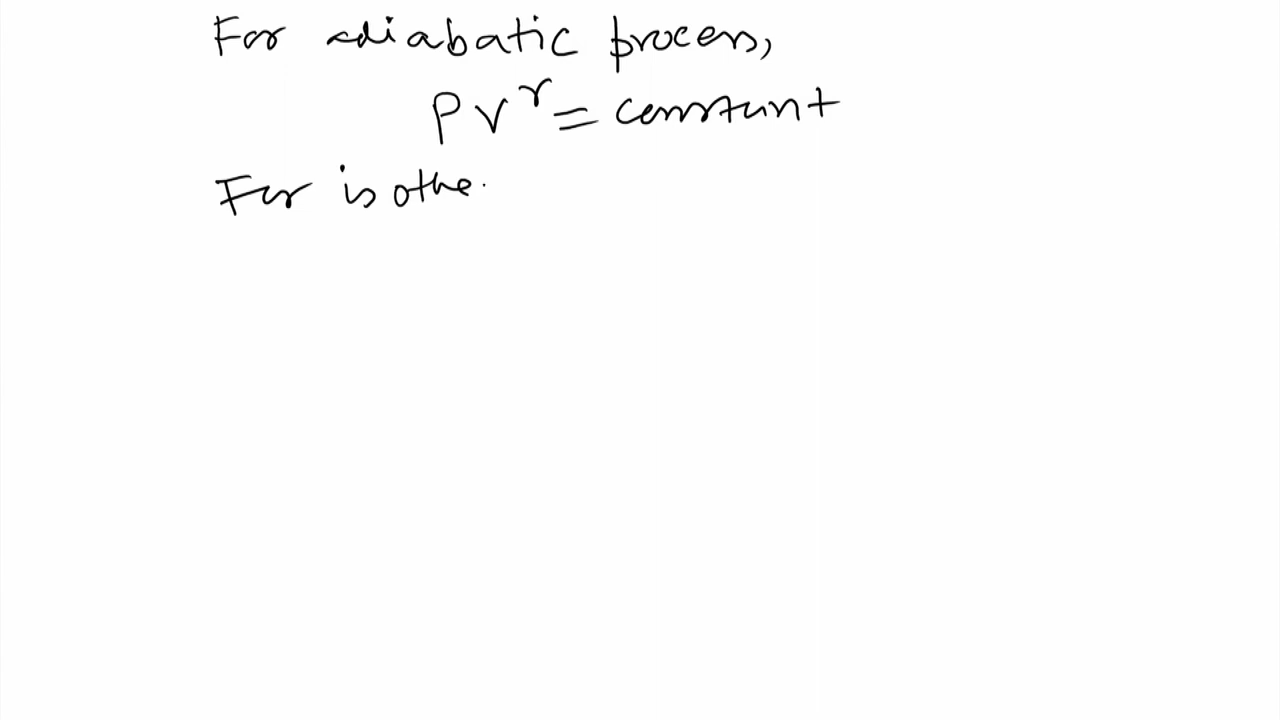 For adiabatic process,
PV^γ = constant
For isothe